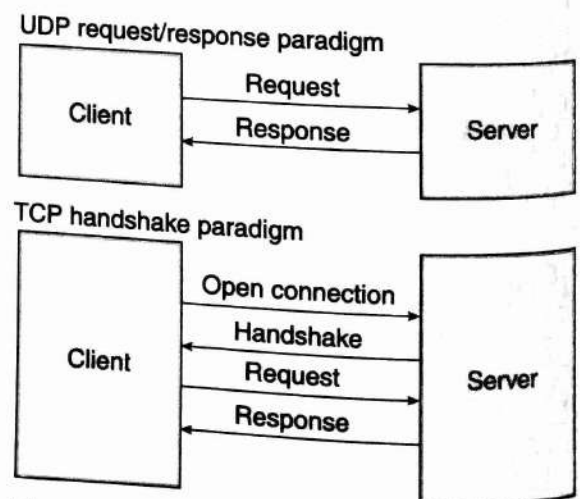 UDP request/response paradigm
Client
Request
Response
Server
TCP handshake paradigm
Client
Open connection
Handshake
Request
Response
Server